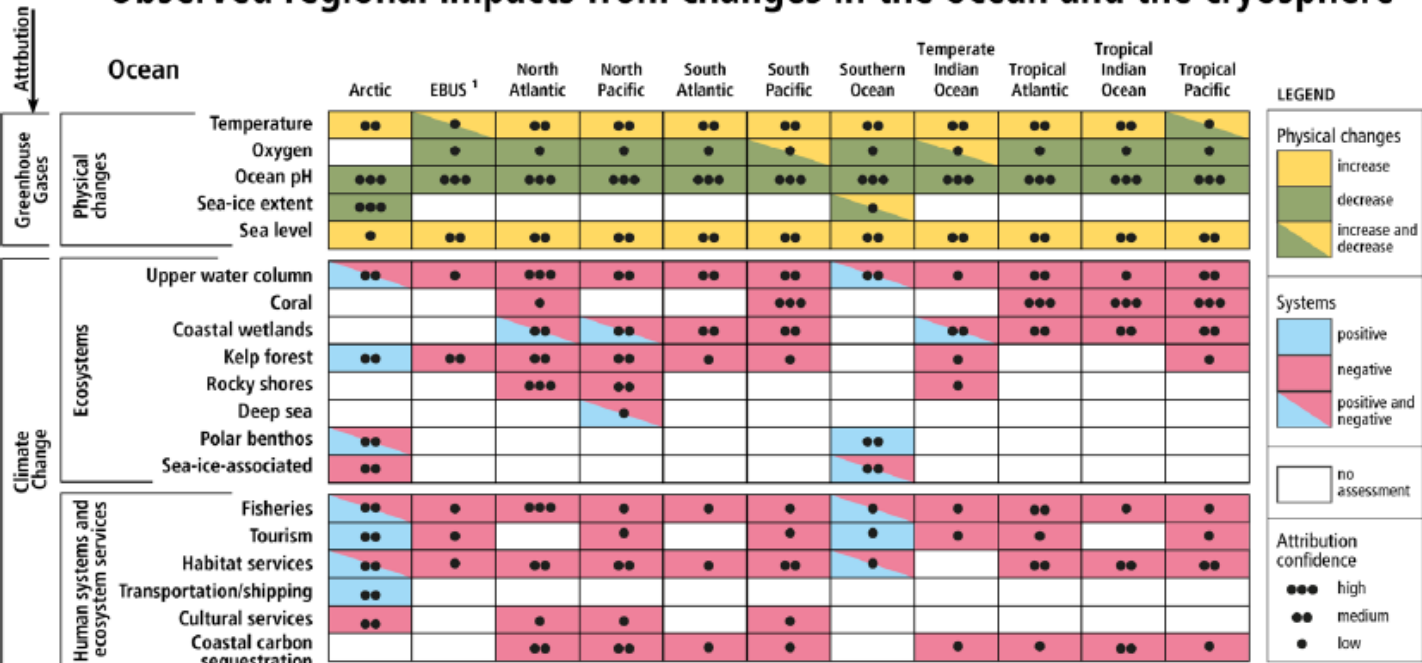 Observed regional impacts from changes in the ocean and the cryosphere
Attribution
Ocean
Arctic
EBUS 1
North
Atlantic
North
Pacific
South
Atlantic
South
Pacific
Southern
Ocean
Temperate
Indian
Ocean
Tropical
Atlantic
Tropical
Indian
Ocean
Tropical
Pacific
LEGEND
Greenhouse
Gases
Physical
changes
Temperature
Oxygen
Ocean pH
Sea-ice extent
Sea level
Physical changes
increase
decrease
increase and
decrease
Climate
Change
Ecosystems
Upper water column
Coral
Coastal wetlands
Kelp forest
Rocky shores
Deep sea
Polar benthos
Sea-ice-associated
Systems
positive
negative
positive and
negative
no
assessment
Human systems and
ecosystem services
Fisheries
Tourism
Habitat services
Transportation/shipping
Cultural services
Coastal carbon
sequestration
Attribution
confidence
high
medium
low